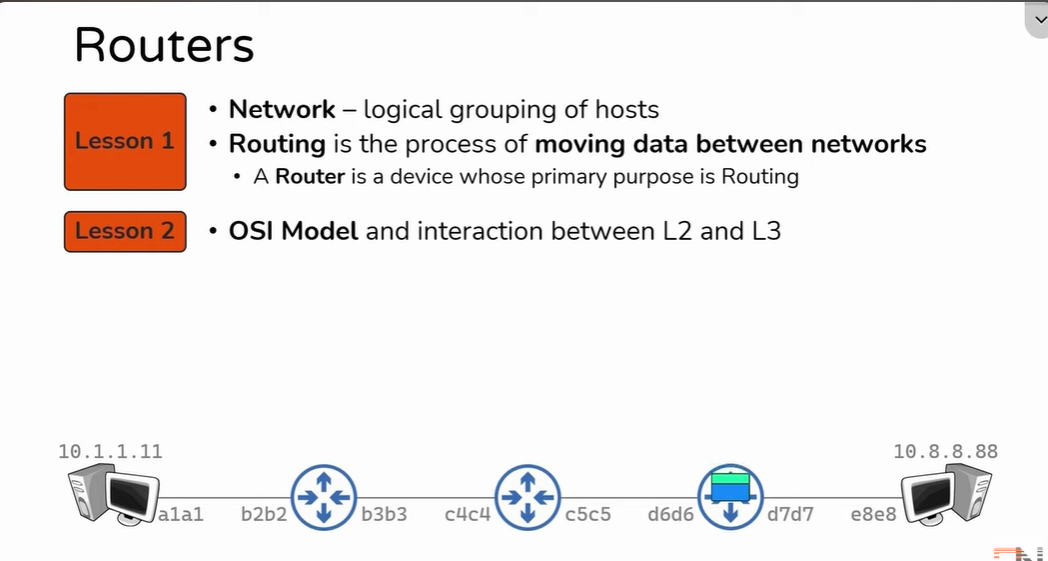 Routers
Lesson 1
• Network – logical grouping of hosts
• Routing is the process of moving data between networks
• A Router is a device whose primary purpose is Routing
Lesson 2
• OSI Model and interaction between L2 and L3
10.1.1.11
10.8.8.88
a1a1 b2b2 b3b3 c4c4 c5c5 d6d6 d7d7 e8e8